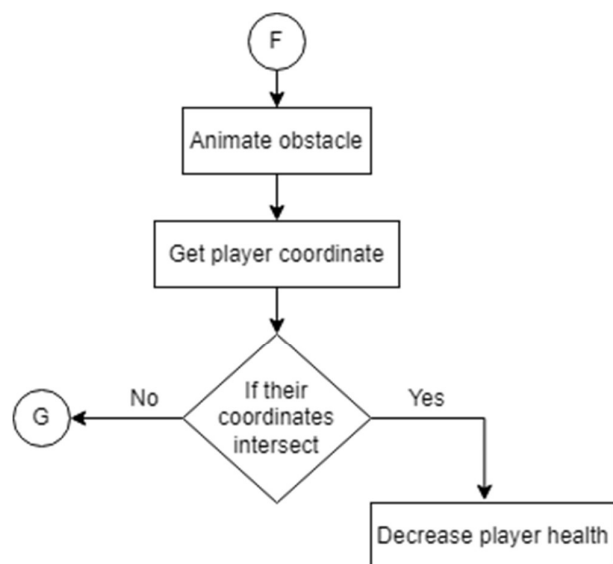 F
Animate obstacle
Get player coordinate
If their
coordinates
intersect
No
Yes
G
Decrease player health